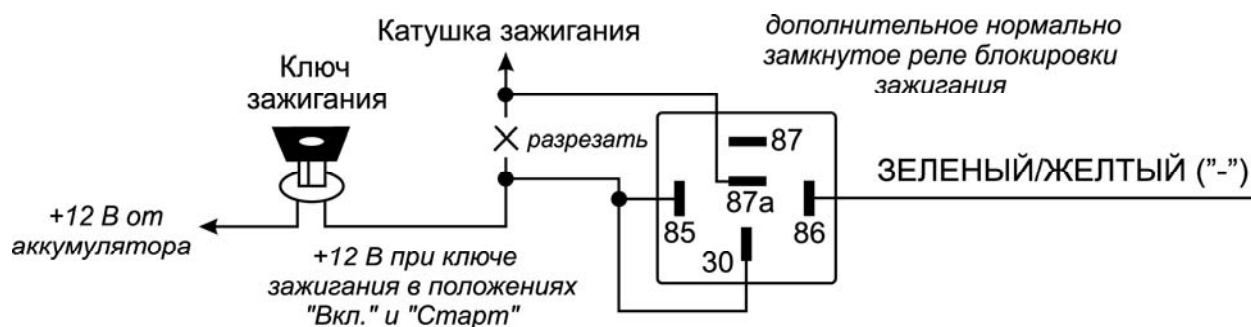 Катушка зажигания
дополнительное нормально
замкнутое реле блокировки
зажигания
Ключ
зажигания
разрезать
87
87а
85
86
30
ЗЕЛЕНЫЙ/ЖЕЛТЫЙ ("-")
+12 В от
аккумулятора
+12 В при ключе
зажигания в положениях
"Вкл." и "Старт"